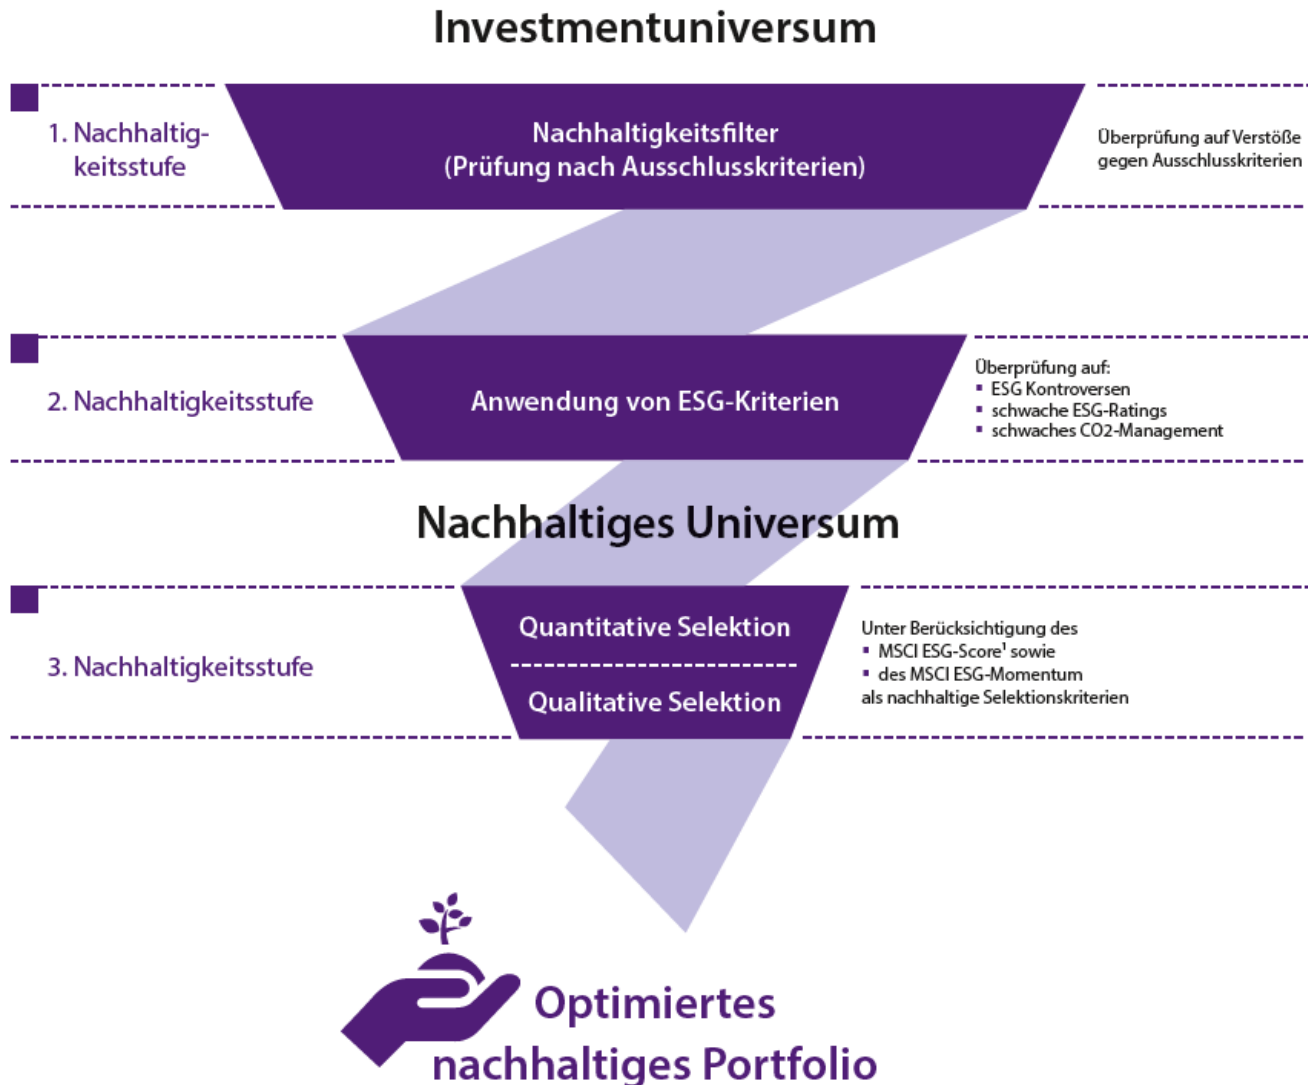 Investmentuniversum
1. Nachhaltig-
keitsstufe
Nachhaltigkeitsfilter
(Prüfung nach Ausschlusskriterien)
Überprüfung auf Verstöße
gegen Ausschlusskriterien
2. Nachhaltigkeitsstufe
Anwendung von ESG-Kriterien
Überprüfung auf:
▪ ESG Kontroversen
▪ schwache ESG-Ratings
▪ schwaches CO2-Management
Nachhaltiges Universum
3. Nachhaltigkeitsstufe
Quantitative Selektion
Qualitative Selektion
Unter Berücksichtigung des
▪ MSCI ESG-Score¹ sowie
▪ des MSCI ESG-Momentum
als nachhaltige Selektionskriterien
Optimiertes
nachhaltiges Portfolio